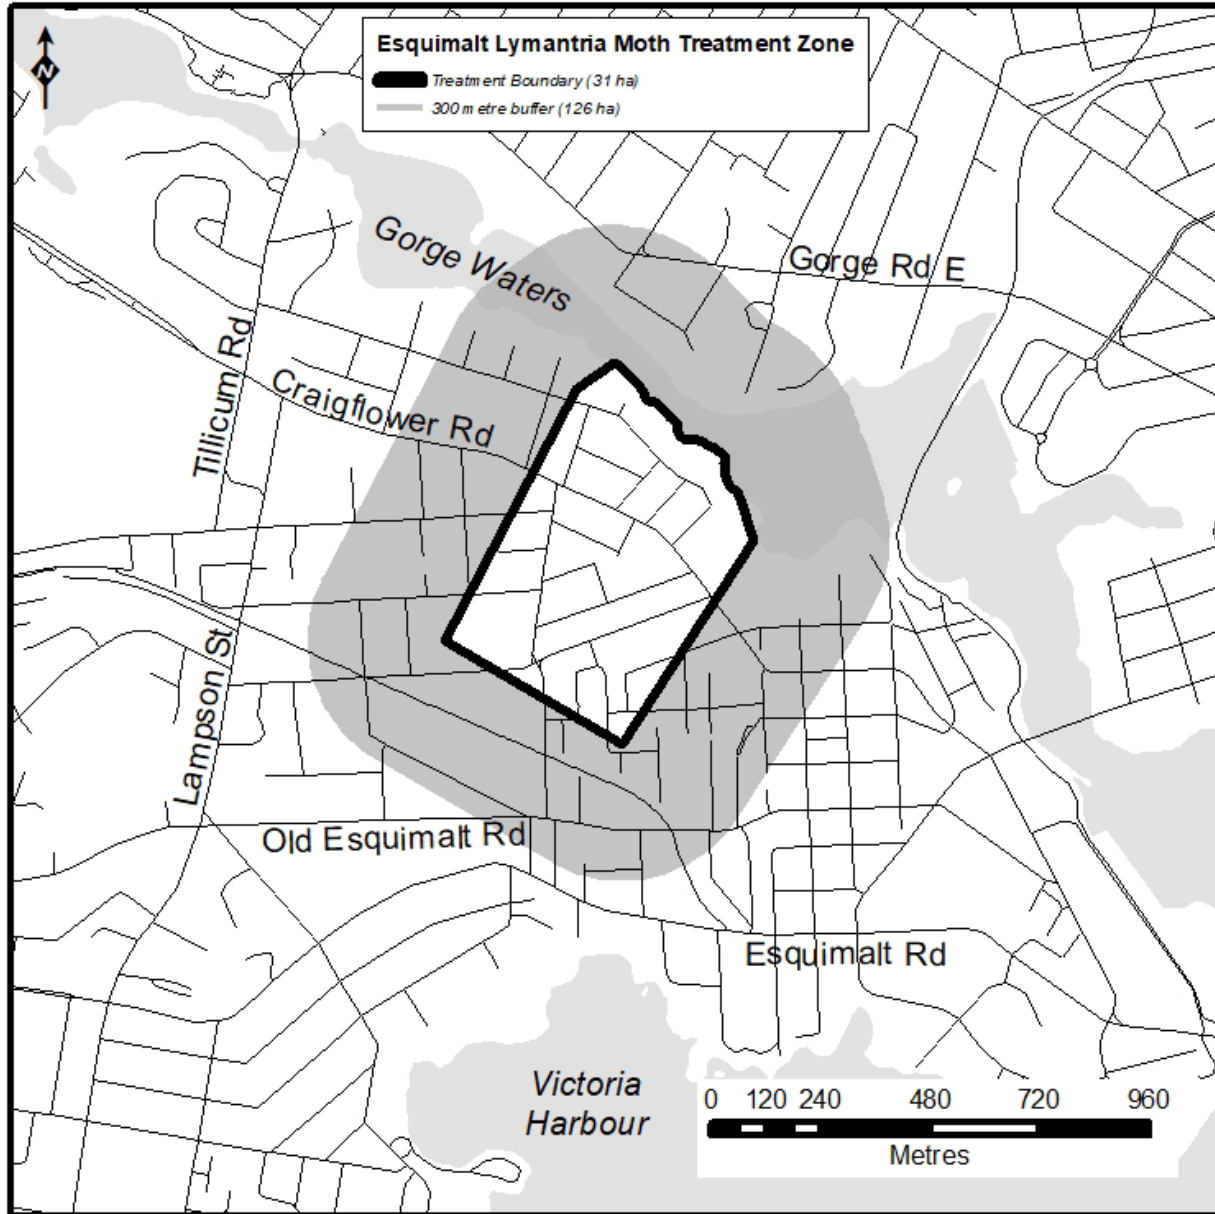 Esquimalt Lymantria Moth Treatment Zone
N
Treatment Boundary (31 ha)
300 metre buffer (126 ha)
Gorge Waters
Gorge Rd E
Tillicum Rd
Craigflower Rd
Lampson St
Old Esquimalt Rd
Esquimalt Rd
Victoria
Harbour
0 120 240 480 720 960
Metres